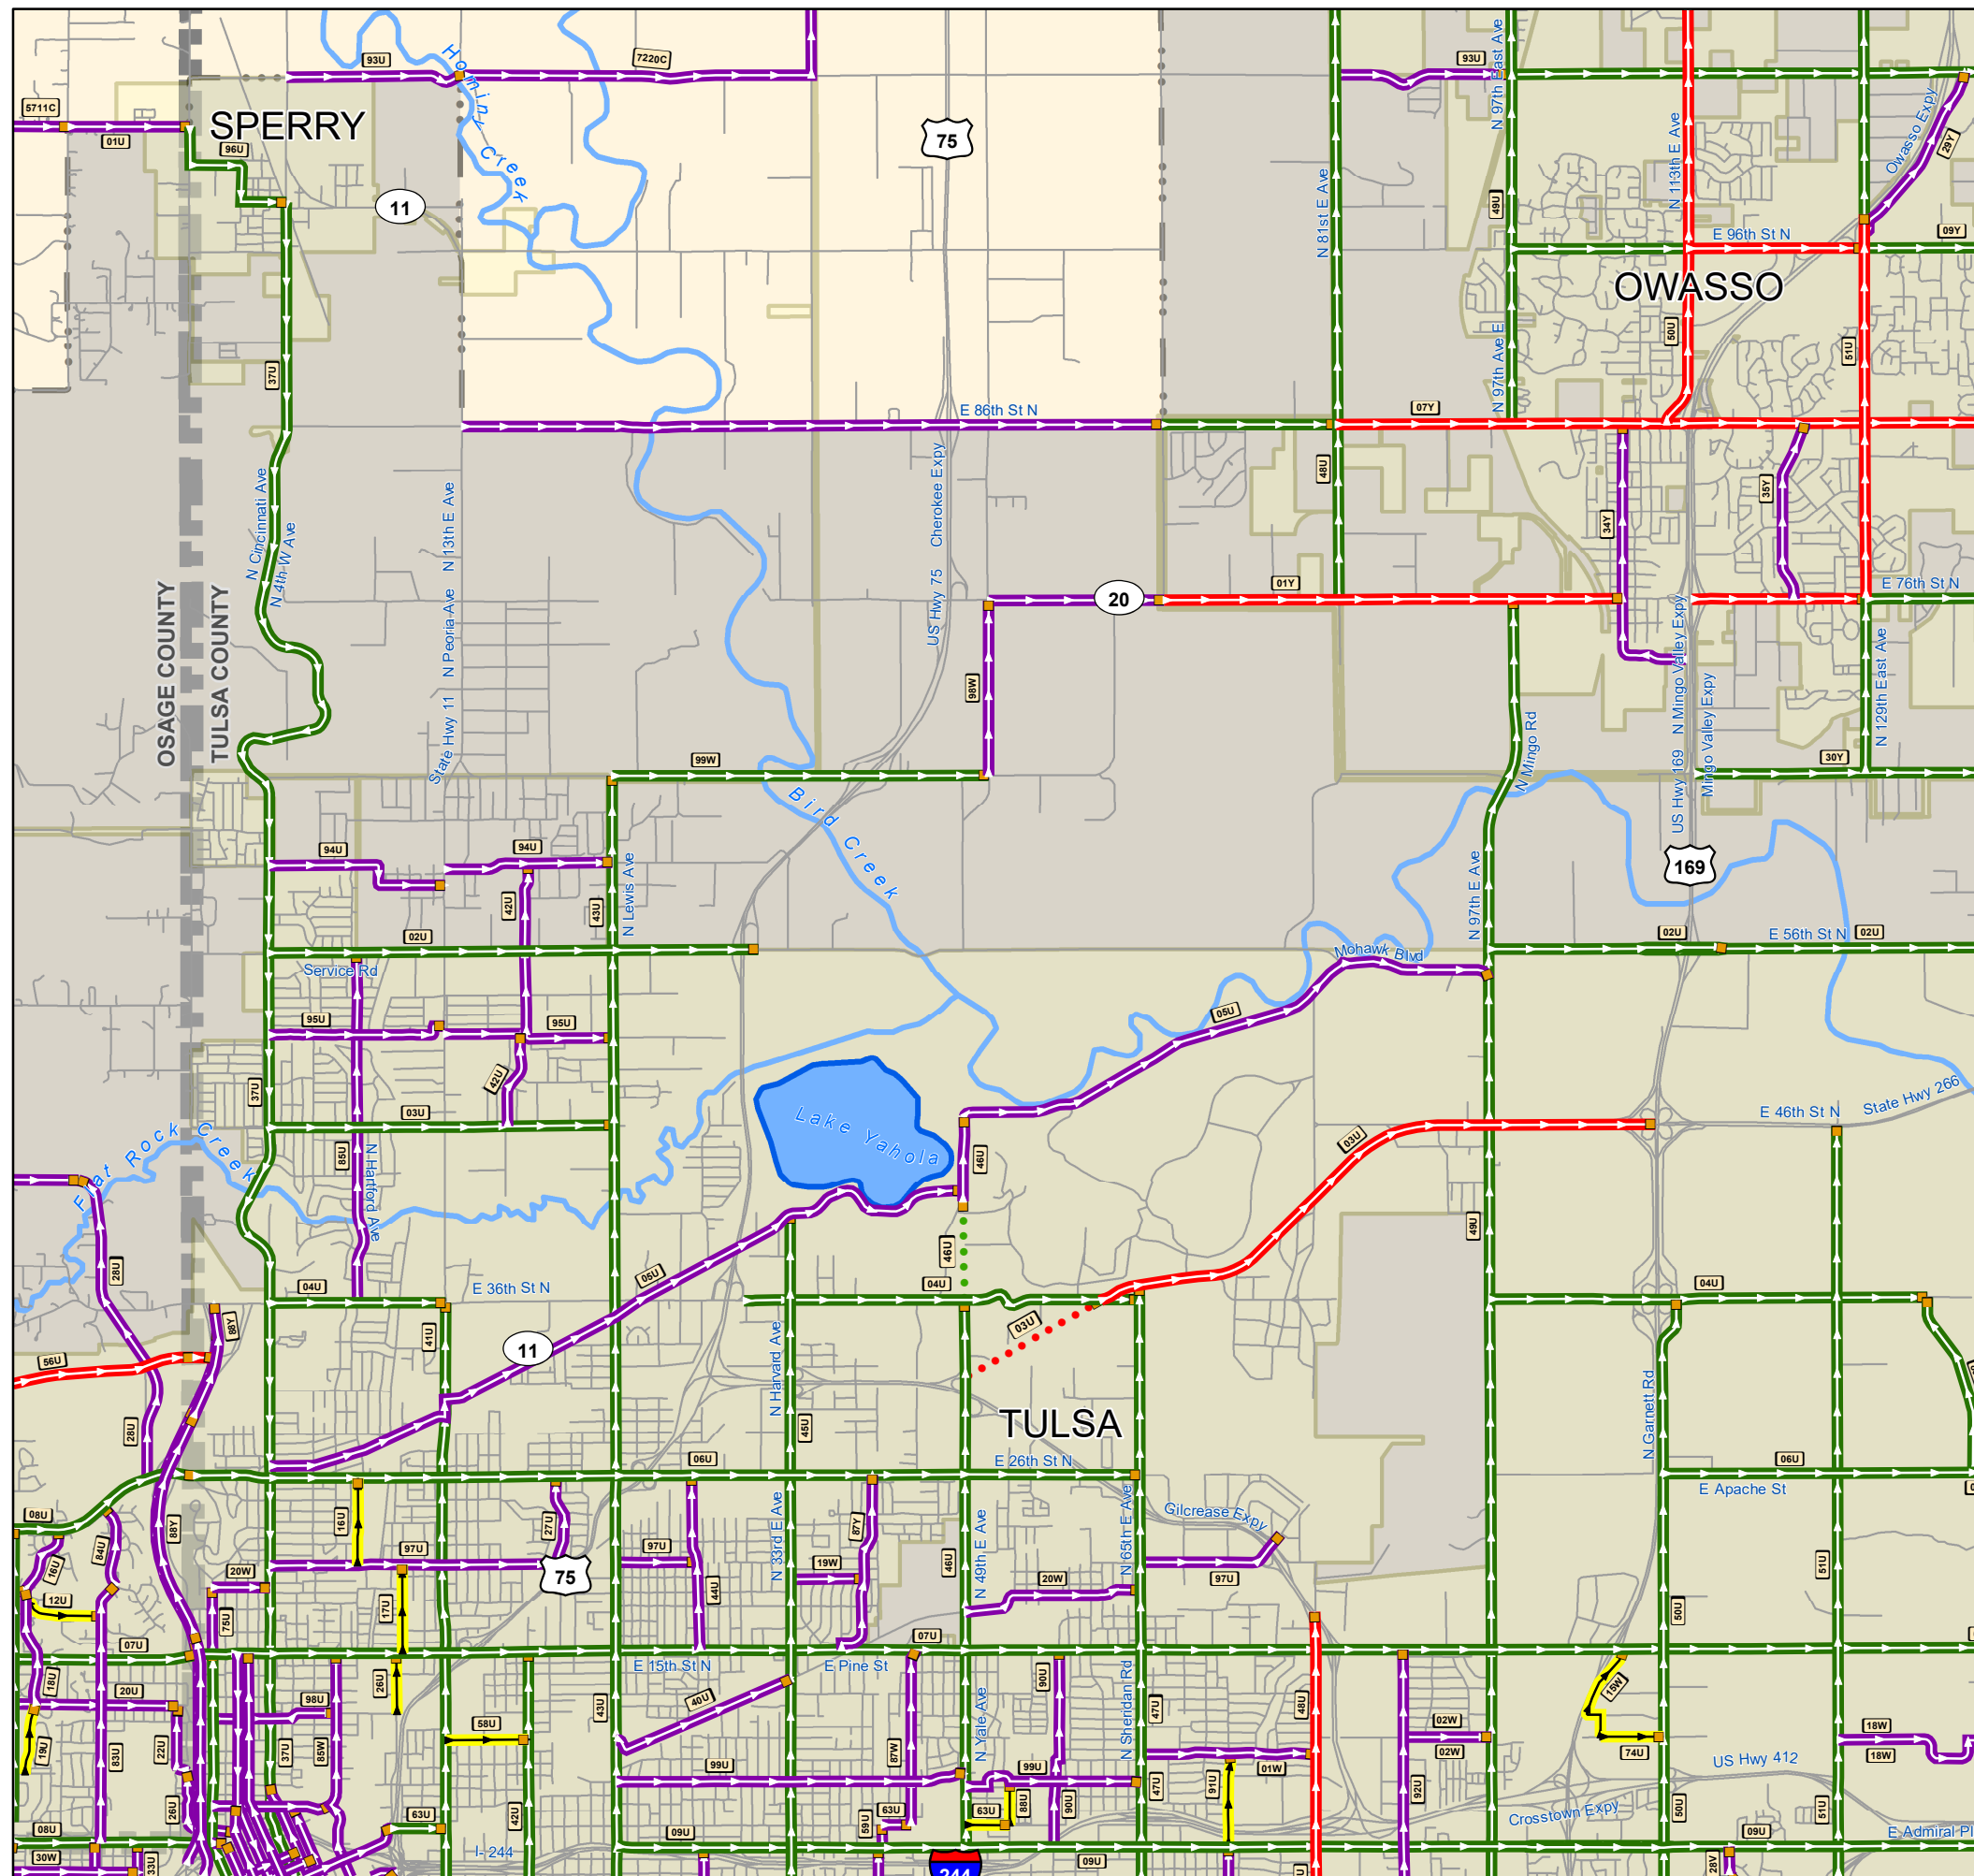 93U
7220C
93U
N 97th East Ave
5711C
Hominy Creek
Owasso Expy
29Y
SPERRY
01U
96U
75
N 113th E Ave
11
49U
N 81st E Ave
E 96th St N
09Y
OWASSO
50U
51U
37U
N 97th Ave E
E 86th St N
07Y
N Cincinnati Ave
N 4th W Ave
N 13th E Ave
Cherokee Expy
48U
34Y
35Y
OSAGE COUNTY
TULSA COUNTY
N Peoria Ave
State Hwy 11
US Hwy 75
20
01Y
E 76th St N
98W
N Mingo Valley Expy
US Hwy 169
Mingo Valley Expy
N 129th East Ave
N Mingo Rd
99W
30Y
Bird Creek
94U
94U
42U
43U
N Lewis Ave
169
N 97th E Ave
02U
Service Rd
Mohawk Blvd
02U
E 56th St N
02U
95U
95U
05U
37U
42U
03U
Lake Yahola
E 46th St N
State Hwy 266
Flat Rock Creek
85U
N Hartford Ave
46U
03U
28U
49U
04U
E 36th St N
05U
46U
04U
04U
88Y
41U
11
03U
56U
N Harvard Ave
45U
TULSA
N Garnett Rd
28U
06U
E 26th St N
06U
E Apache St
08U
16U
84U
88Y
16U
27U
N 33rd E Ave
87Y
46U
N 49th E Ave
N 65th E Ave
Gilcrease Expy
97U
97U
97U
75
19W
20W
20W
12U
17U
44U
75U
50U
51U
07U
07U
E 15th St N
E Pine St
18U
20U
98U
26U
40U
90U
N Sheridan Rd
47U
48U
15W
43U
58U
N Yale Ave
19U
83U
22U
37U
85W
87W
02W
02W
74U
18W
18W
US Hwy 412
99U
99U
01W
91U
47U
92U
26U
63U
42U
591U
63U
63U
88U
90U
50U
51U
Crosstown Expy
08U
30W
33U
I- 244
09U
244
09U
09U
E Admiral Pl
28V